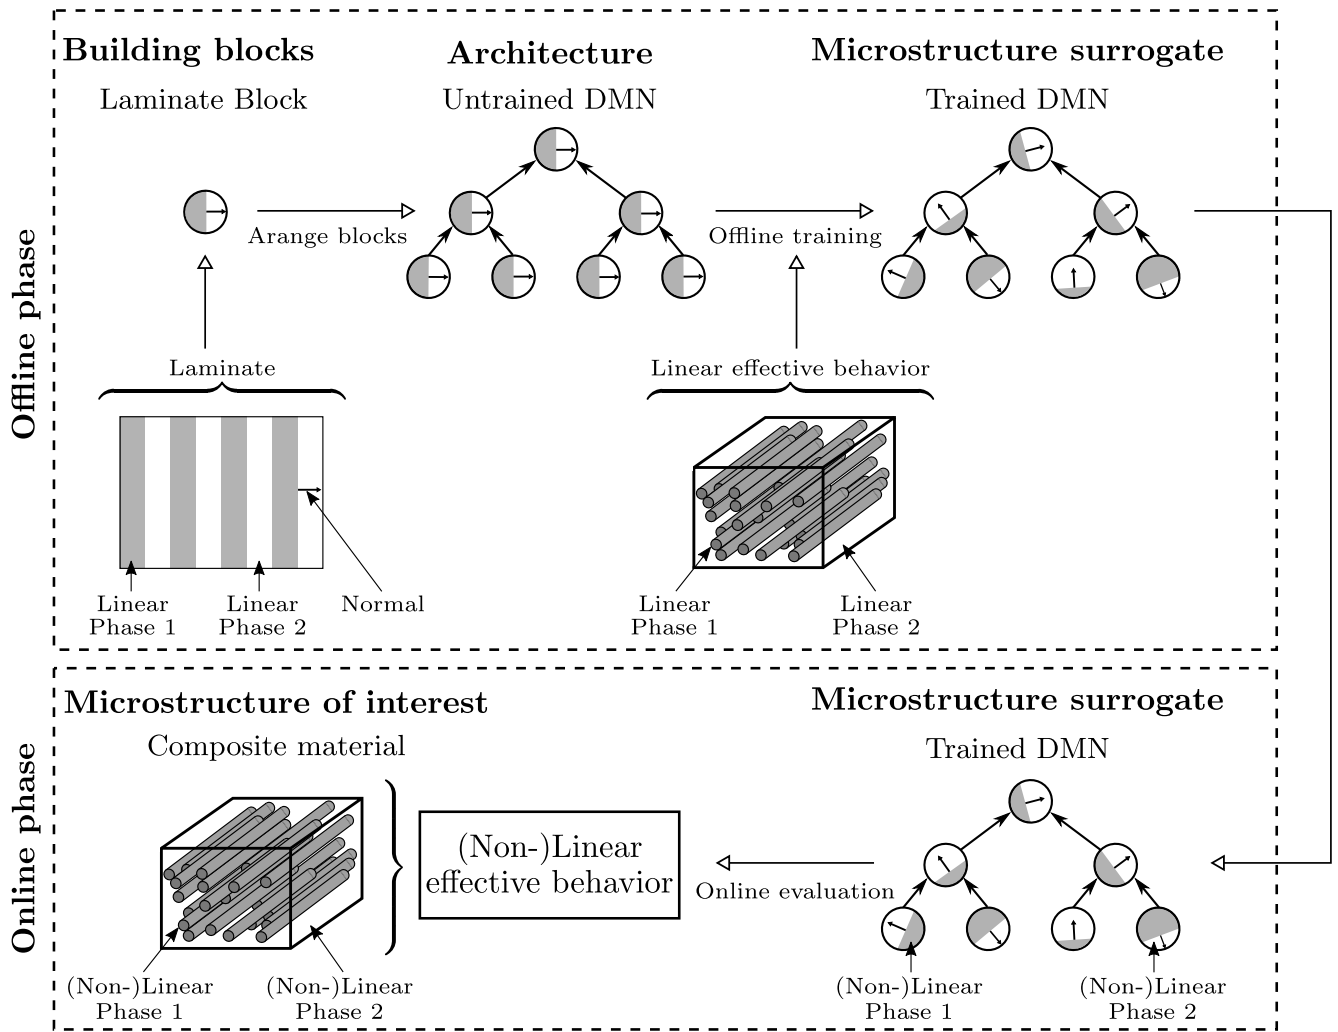 Offline phase
Building blocks
Laminate Block
Architecture
Untrained DMN
Microstructure surrogate
Trained DMN
Arange blocks
Offline training
Laminate
Linear
Phase 1
Linear
Phase 2
Normal
Linear effective behavior
Linear
Phase 1
Linear
Phase 2
Online phase
Microstructure of interest
Composite material
(Non-)Linear
Phase 1
(Non-)Linear
Phase 2
(Non-)Linear
effective behavior
Online evaluation
Microstructure surrogate
Trained DMN
(Non-)Linear
Phase 1
(Non-)Linear
Phase 2